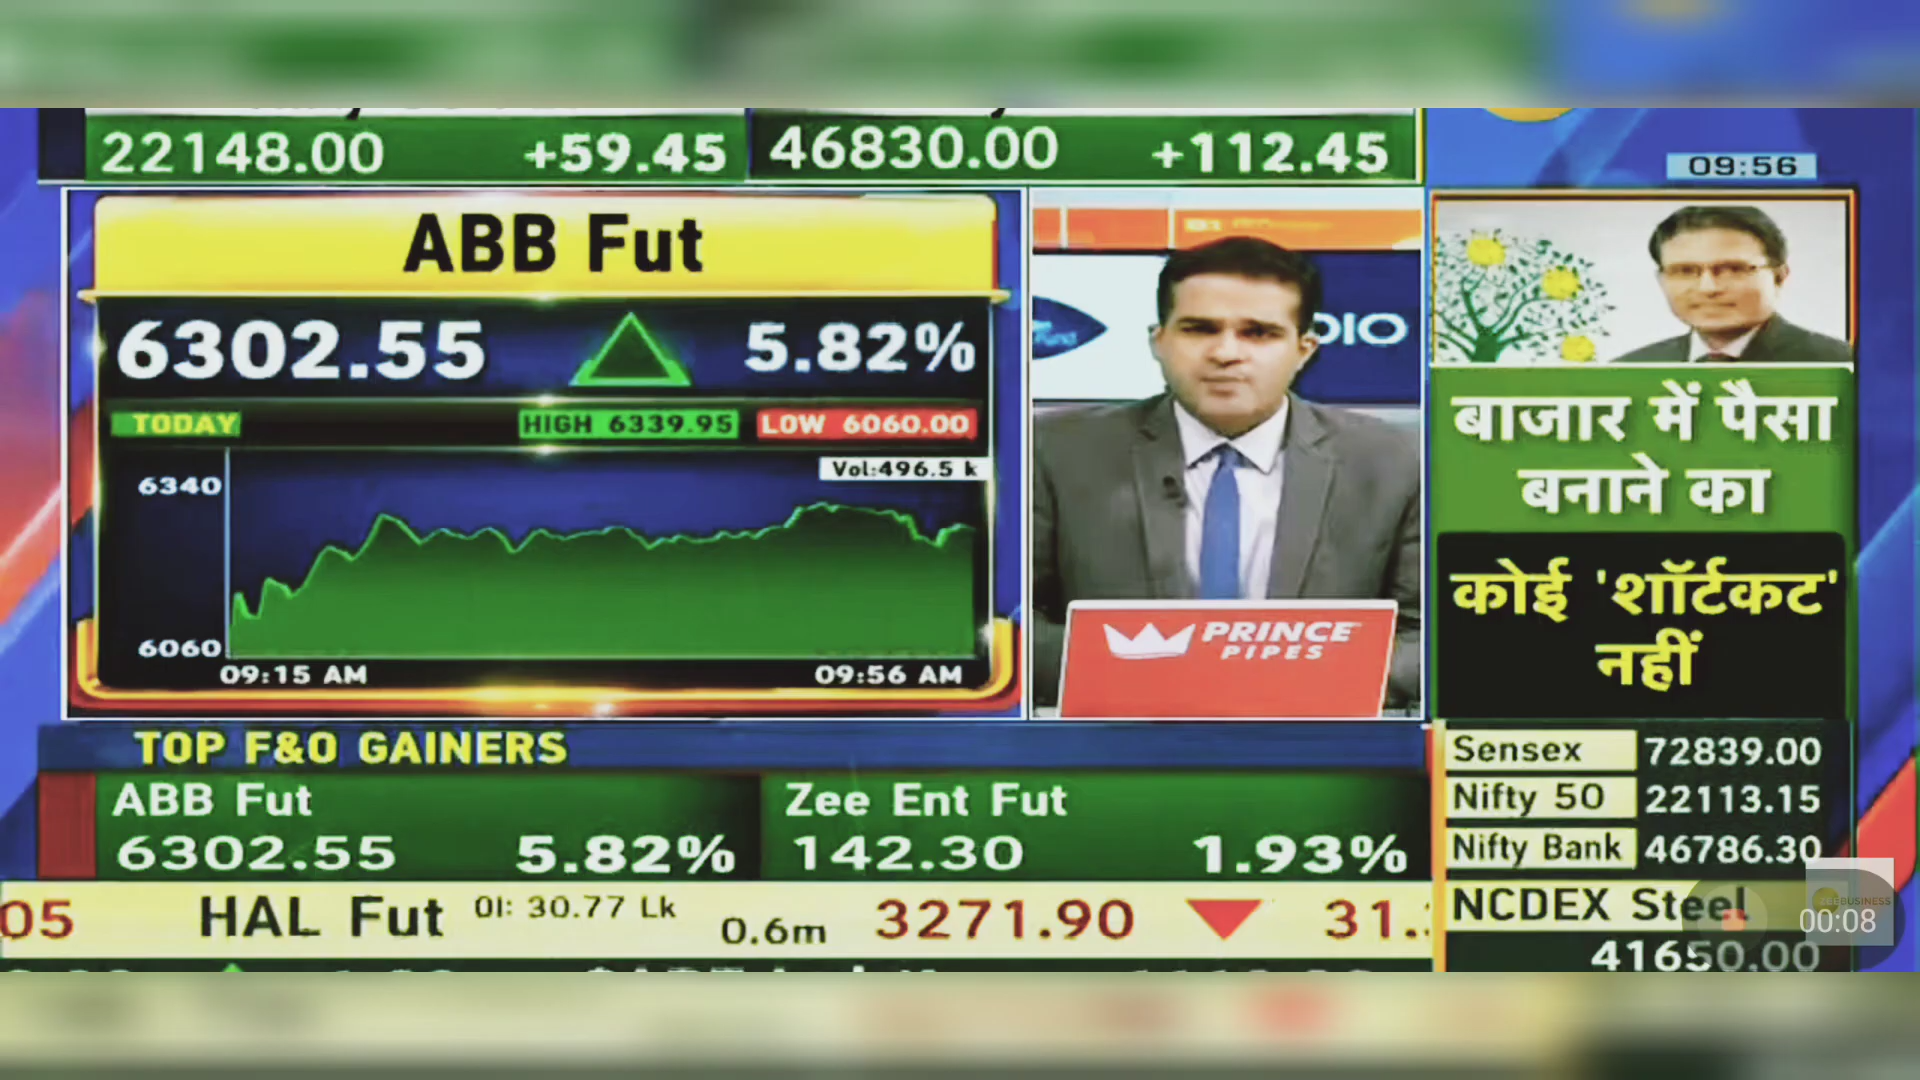 22148.00 +59.45 46830.00 +112.45
09:56
ABB Fut
6302.55 5.82%
TODAY HIGH 6339.95 LOW 6060.00
Vol:496.5 k
6340
6060
09:15 AM 09:56 AM
PRINCE
PIPES
बाजार में पैसा
बनाने का
कोई 'शॉर्टकट'
नहीं
TOP F&O GAINERS
ABB Fut
6302.55 5.82%
Zee Ent Fut
142.30 1.93%
Sensex 72839.00
Nifty 50 22113.15
Nifty Bank 46786.30
NCDEX Steel
41650.00
05 HAL Fut OI: 30.77 Lk 0.6m 3271.90 31.
ZEEBUSINESS
00:08